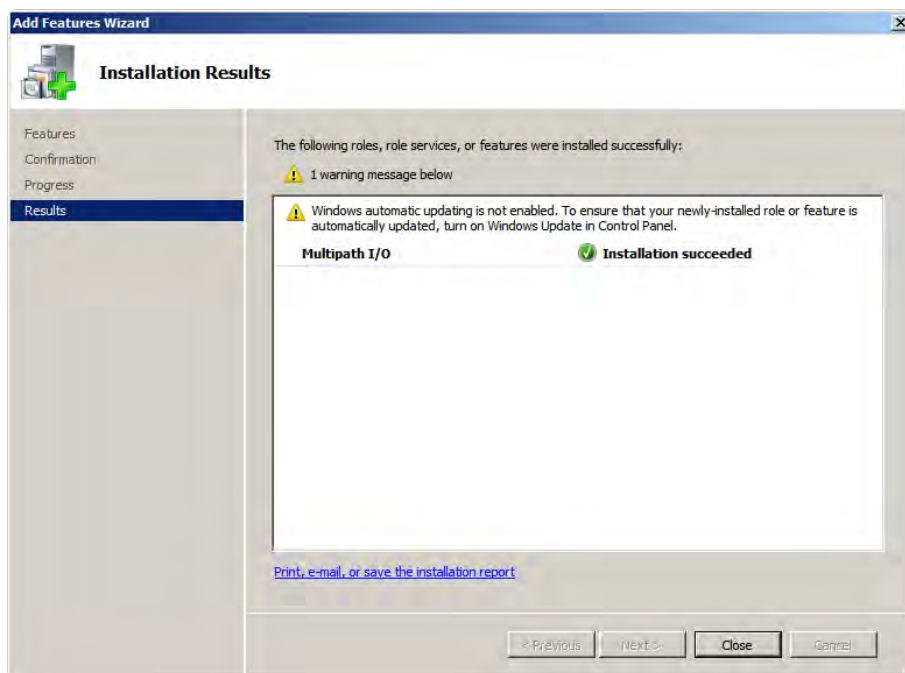 Add Features Wizard
Installation Results
Features
Confirmation
Progress
Results
The following roles, role services, or features were installed successfully:
1 warning message below
Windows automatic updating is not enabled. To ensure that your newly-installed role or feature is
automatically updated, turn on Windows Update in Control Panel.
Multipath I/O Installation succeeded
Print, e-mail, or save the installation report
< Previous Next > Close Cancel